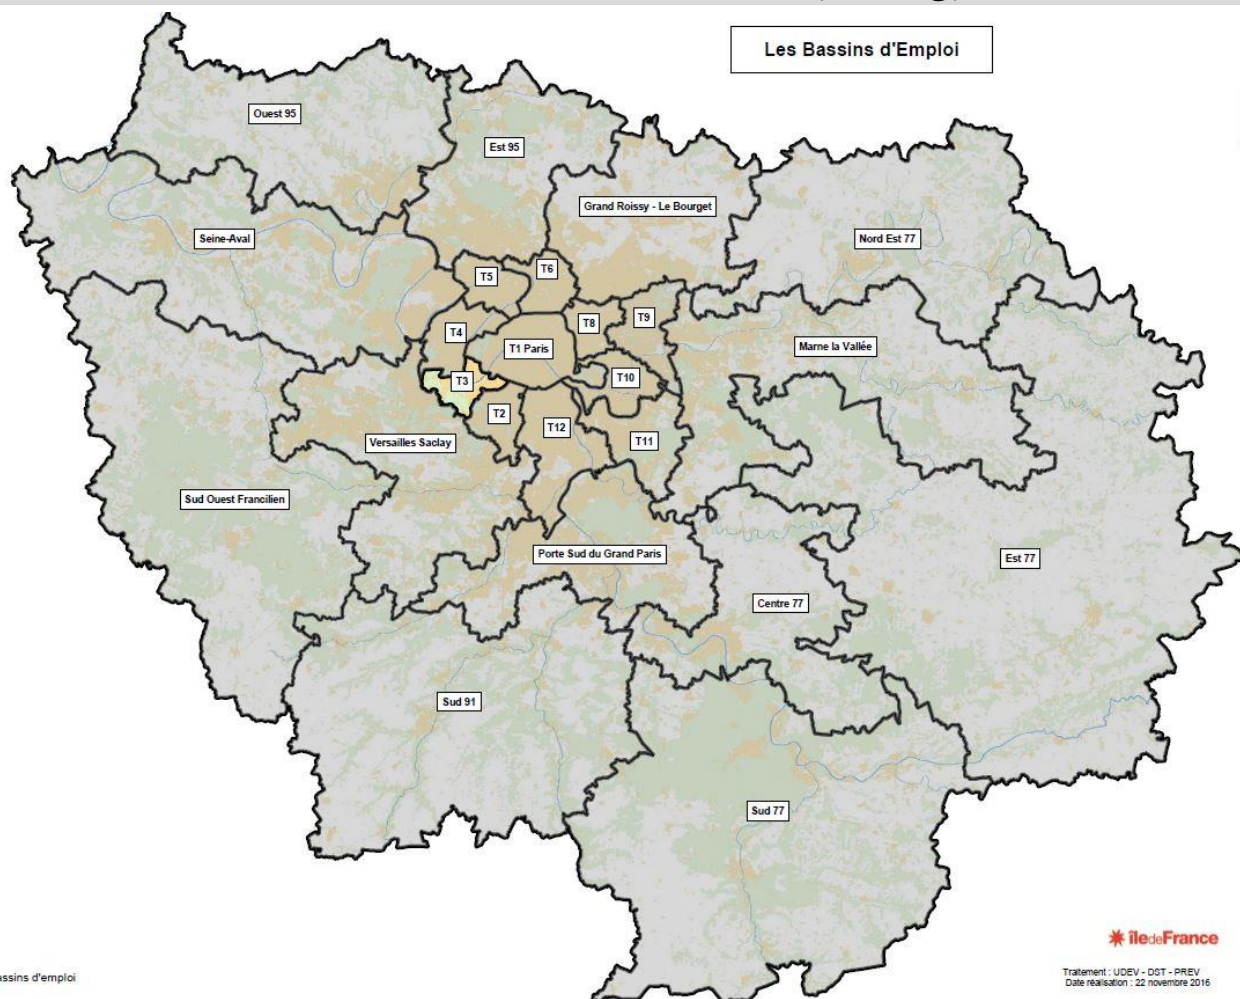 Les Bassins d'Emploi
Ouest 95
Est 95
Grand Roissy - Le Bourget
Seine-Aval
Nord Est 77
T5
T6
T4
T8
T9
T1 Paris
Marne la Vallée
T3
T10
T2
T12
T11
Versailles Saclay
Sud Ouest Francilien
Porte Sud du Grand Paris
Est 77
Centre 77
Sud 91
Sud 77
îledeFrance
assins d'emploi
Traitement : UDEV - DST - PREV
Date réalisation : 22 novembre 2016